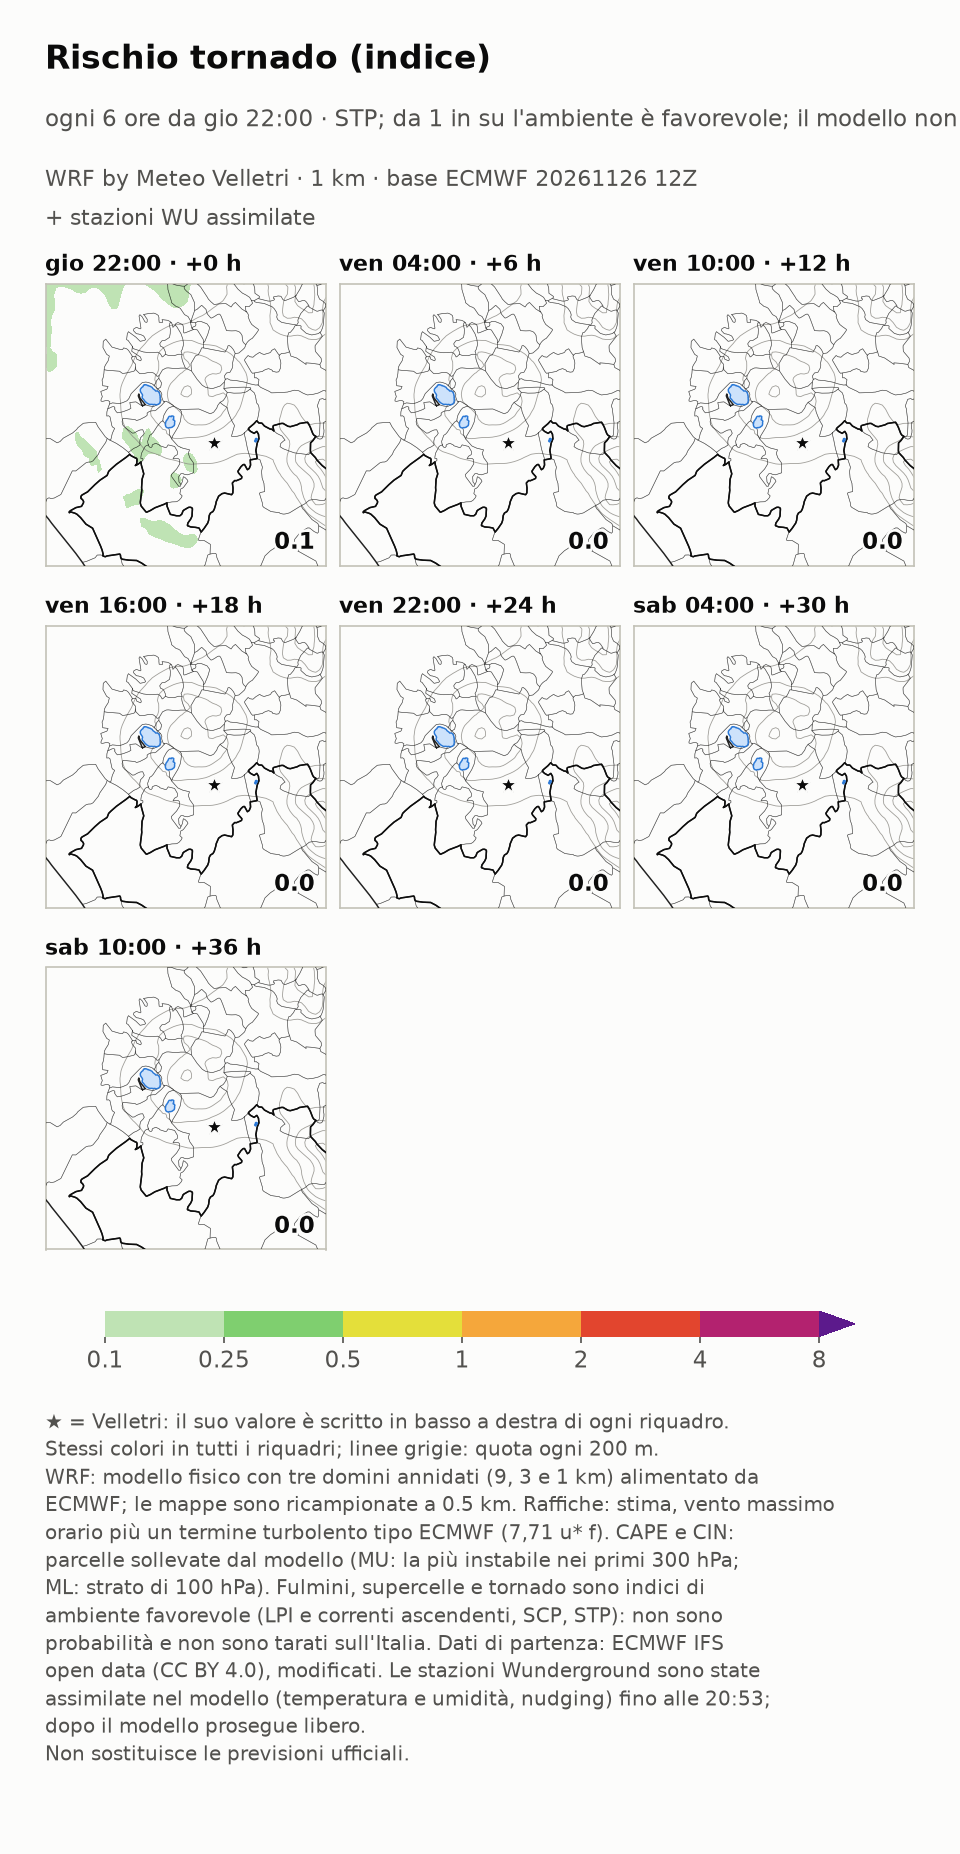 Rischio tornado (indice)
ogni 6 ore da gio 22:00 · STP; da 1 in su l'ambiente è favorevole; il modello non
WRF by Meteo Velletri · 1 km · base ECMWF 20261126 12Z
+ stazioni WU assimilate
gio 22:00 · +0 h
ven 04:00 · +6 h
ven 10:00 · +12 h
0.1
0.0
0.0
ven 16:00 · +18 h
ven 22:00 · +24 h
sab 04:00 · +30 h
0.0
0.0
0.0
sab 10:00 · +36 h
0.0
0.1 0.25 0.5 1 2 4 8
★ = Velletri: il suo valore è scritto in basso a destra di ogni riquadro.
Stessi colori in tutti i riquadri; linee grigie: quota ogni 200 m.
WRF: modello fisico con tre domini annidati (9, 3 e 1 km) alimentato da
ECMWF; le mappe sono ricampionate a 0.5 km. Raffiche: stima, vento massimo
orario più un termine turbolento tipo ECMWF (7,71 u* f). CAPE e CIN:
parcelle sollevate dal modello (MU: la più instabile nei primi 300 hPa;
ML: strato di 100 hPa). Fulmini, supercelle e tornado sono indici di
ambiente favorevole (LPI e correnti ascendenti, SCP, STP): non sono
probabilità e non sono tarati sull'Italia. Dati di partenza: ECMWF IFS
open data (CC BY 4.0), modificati. Le stazioni Wunderground sono state
assimilate nel modello (temperatura e umidità, nudging) fino alle 20:53;
dopo il modello prosegue libero.
Non sostituisce le previsioni ufficiali.